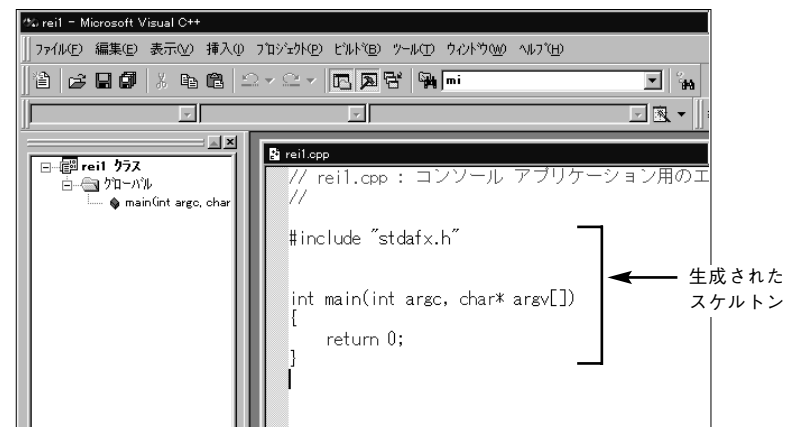 rei1 - Microsoft Visual C++
ファイル(F) 編集(E) 表示(V) 挿入(I) プロジェクト(P) ビルド(B) ツール(T) ウィンドウ(W) ヘルプ(H)
mi
rei1 クラス
グローバル
main(int argc, char
rei1.cpp
// rei1.cpp : コンソール アプリケーション用のエ
//
#include "stdafx.h"
int main(int argc, char* argv[])
{
return 0;
}
生成された
スケルトン